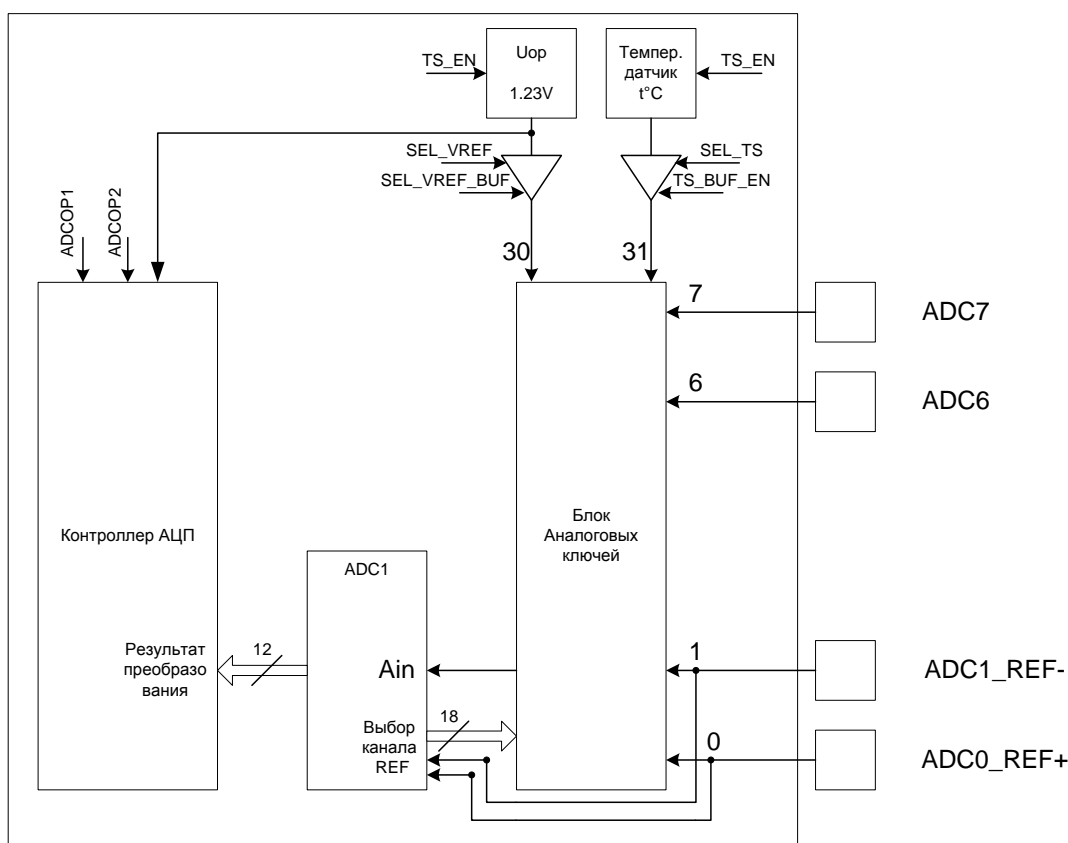 Uop
1.23V
TS_EN
Темпер.
датчик
t°C
TS_EN
SEL_VREF
SEL_VREF_BUF
SEL_TS
TS_BUF_EN
ADCOP1
ADCOP2
30
31
7
ADC7
6
ADC6
Контроллер АЦП
Блок
Аналоговых
ключей
ADC1
Результат
преобразо
вания
12
Ain
1
ADC1_REF-
Выбор
канала
REF
18
0
ADC0_REF+